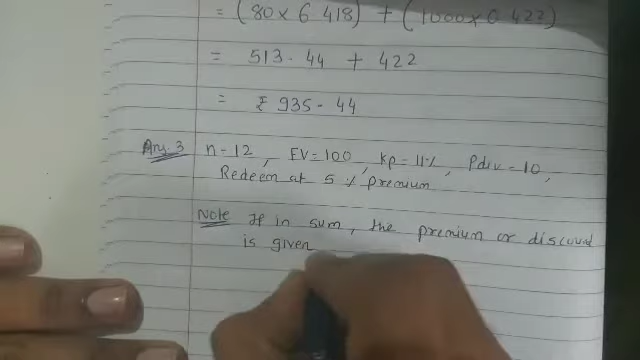 = (80 x 6.418) + (1000 x 0.422)
= 513.44 + 422
= ₹ 935.44
Ans. 3 n = 12, FV = 100, Kp = 11%, Pdiv = 10,
Redeem at 5% premium
Note If in sum, the premium or discount
is given